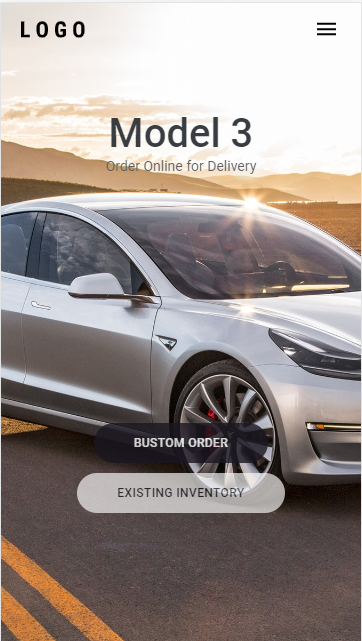 LOGO
Model 3
Order Online for Delivery
BUSTOM ORDER
EXISTING INVENTORY